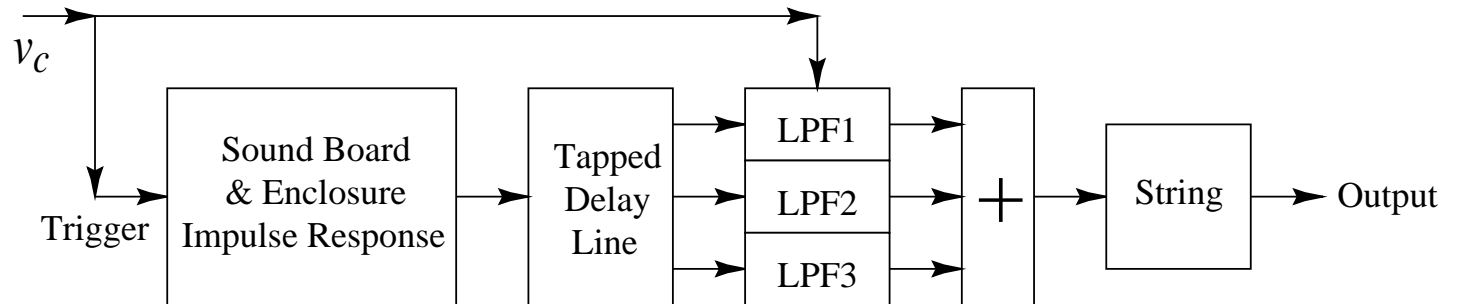 v_c
Trigger
Sound Board
& Enclosure
Impulse Response
Tapped
Delay
Line
LPF1
LPF2
LPF3
+
String
Output